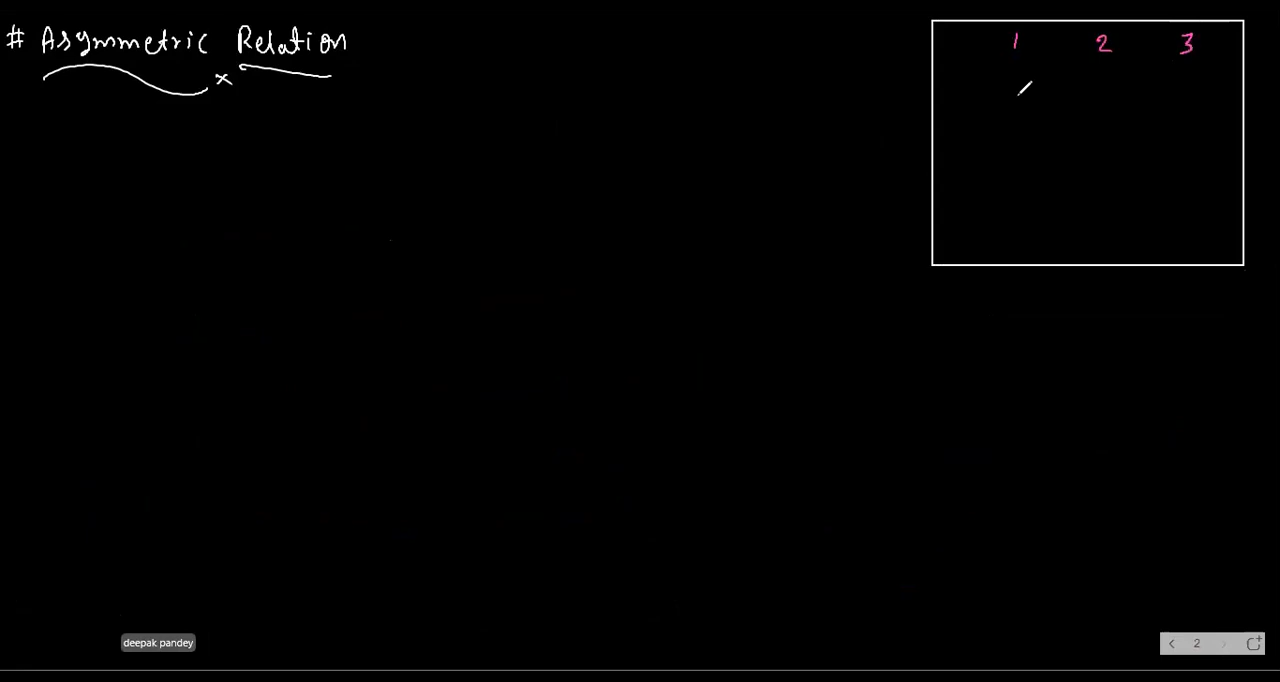 # Asymmetric Relation
x
1 2 3
deepak pandey
< 2 >